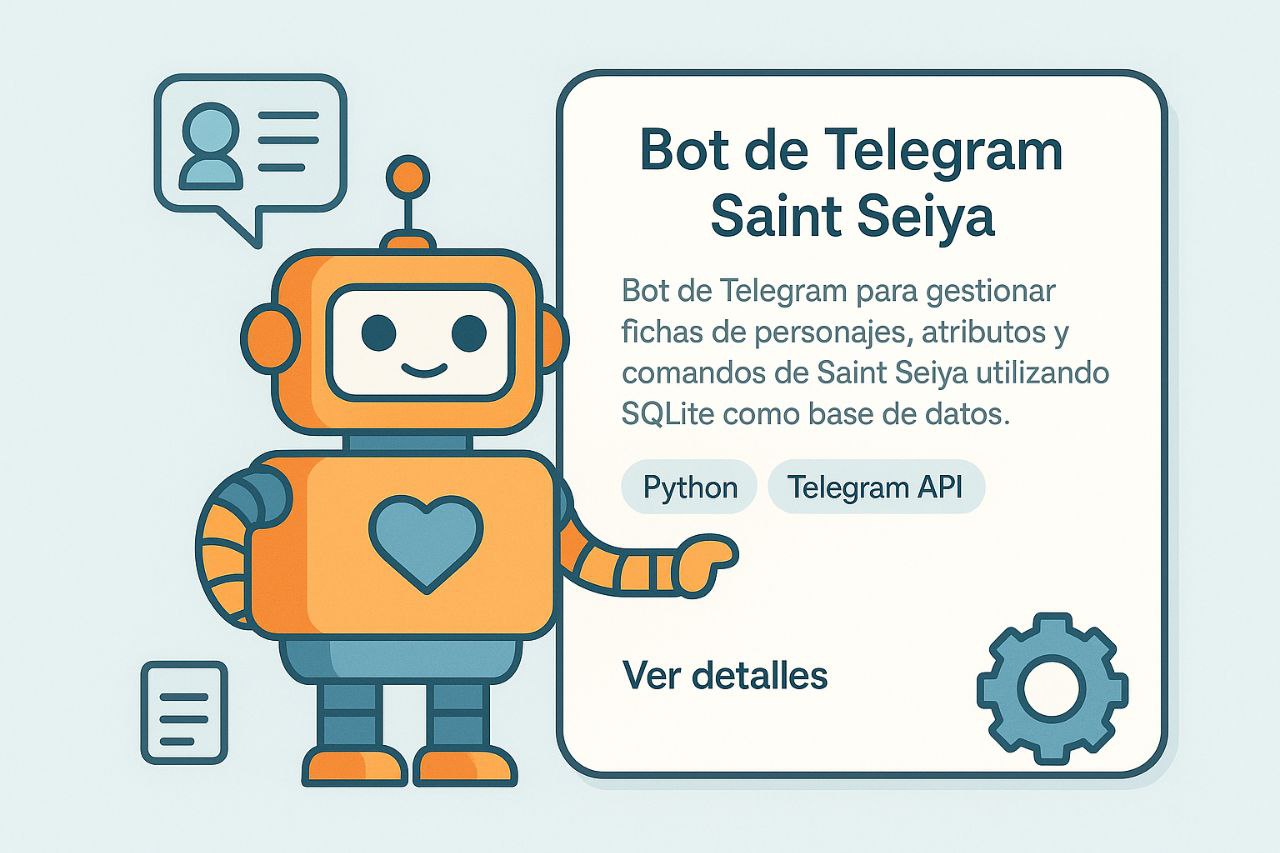 Bot de Telegram
Saint Seiya
Bot de Telegram para gestionar
fichas de personajes, atributos y
comandos de Saint Seiya utilizando
SQLite como base de datos.
Python
Telegram API
Ver detalles